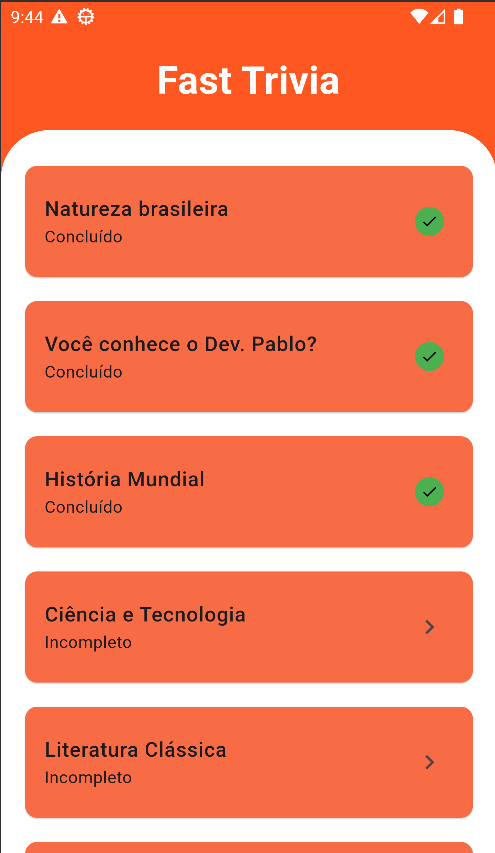 9:44
Fast Trivia
Natureza brasileira
Concluído
Você conhece o Dev. Pablo?
Concluído
História Mundial
Concluído
Ciência e Tecnologia
Incompleto
Literatura Clássica
Incompleto